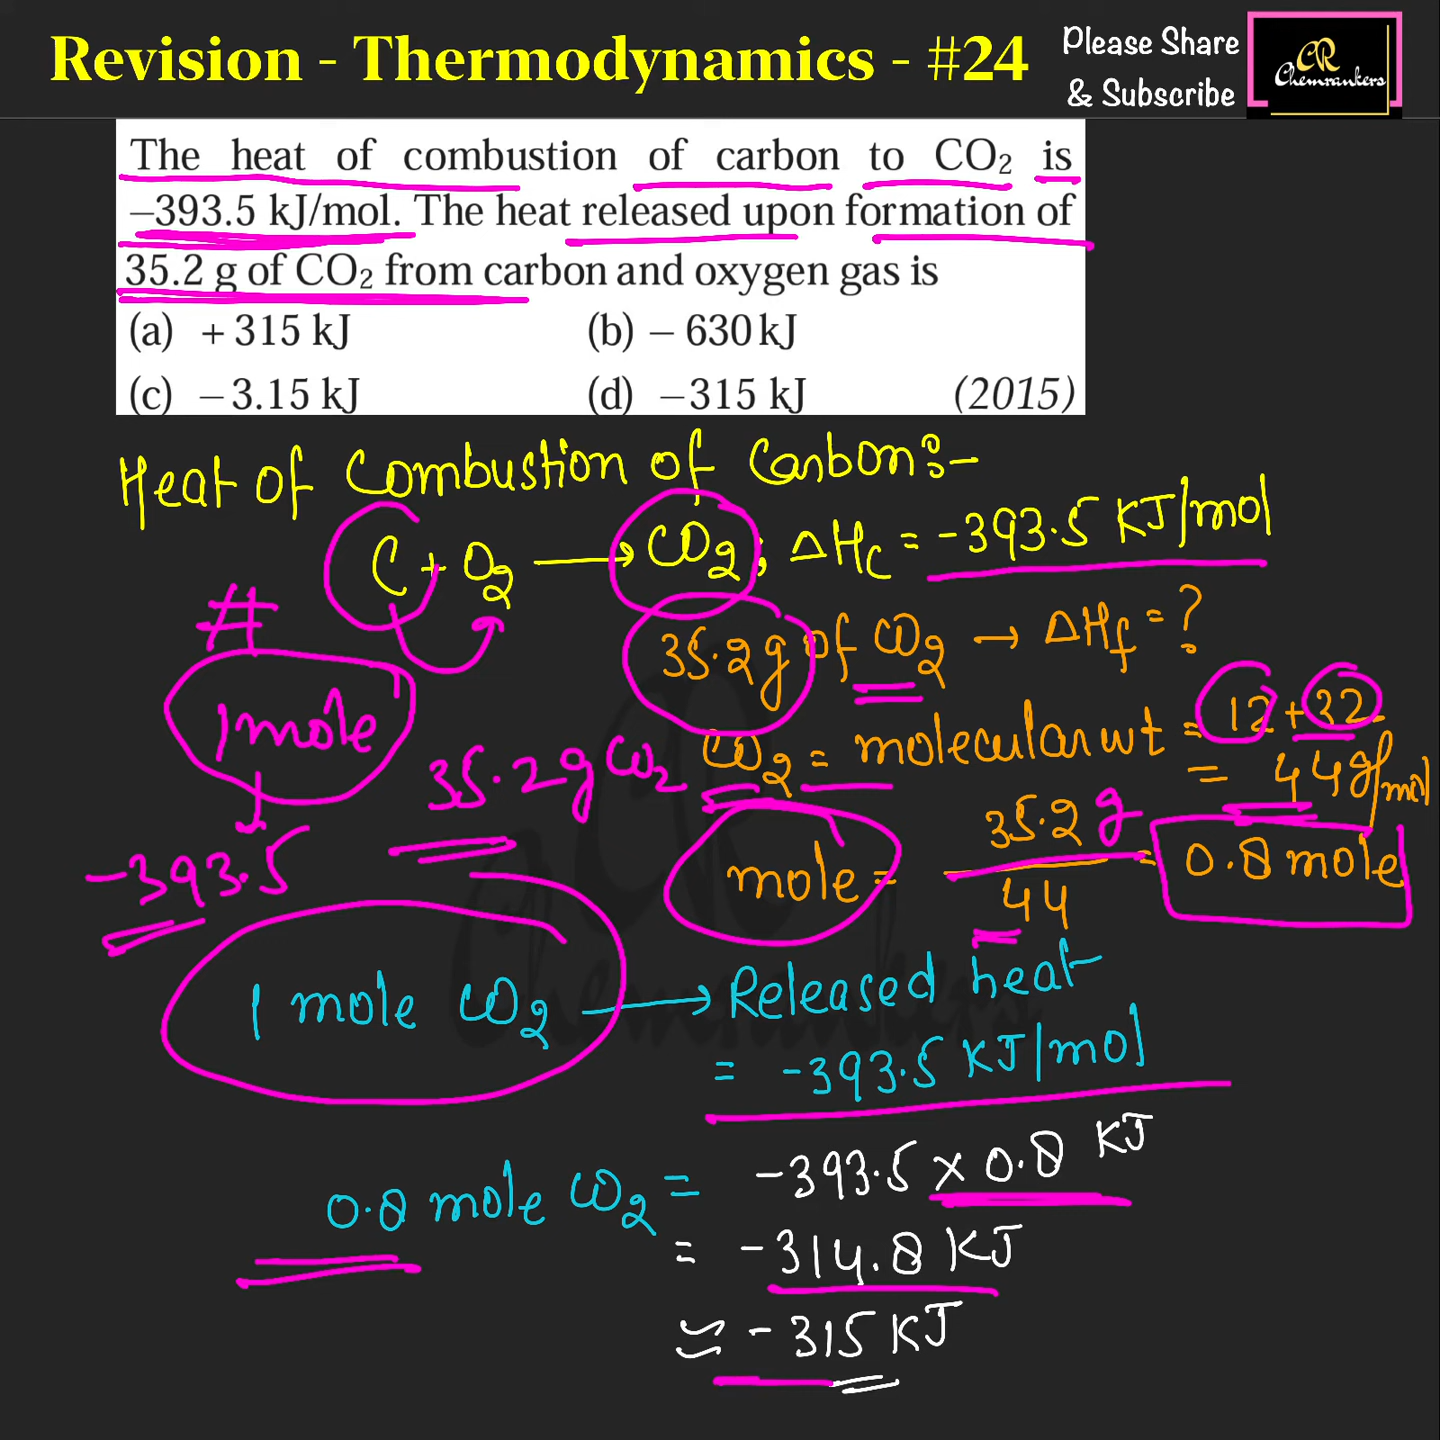 Revision - Thermodynamics - #24
Please Share
& Subscribe
CR
Chemrankers
The heat of combustion of carbon to CO₂ is
–393.5 kJ/mol. The heat released upon formation of
35.2 g of CO₂ from carbon and oxygen gas is
(a) + 315 kJ (b) – 630 kJ
(c) – 3.15 kJ (d) –315 kJ (2015)
Heat of Combustion of Carbon:-
C + O₂ → CO₂ ; ΔHc = -393.5 KJ/mol
#
35.2g of CO₂ → ΔHf = ?
1 mole
CO₂ = molecular wt = 12+32
= 44g/mol
35.2g CO₂
-393.5
mole = 35.2 g / 44 = 0.8 mole
1 mole CO₂ → Released heat
= -393.5 KJ/mol
0.8 mole CO₂ = -393.5 × 0.8 KJ
= -314.8 KJ
≈ -315 KJ